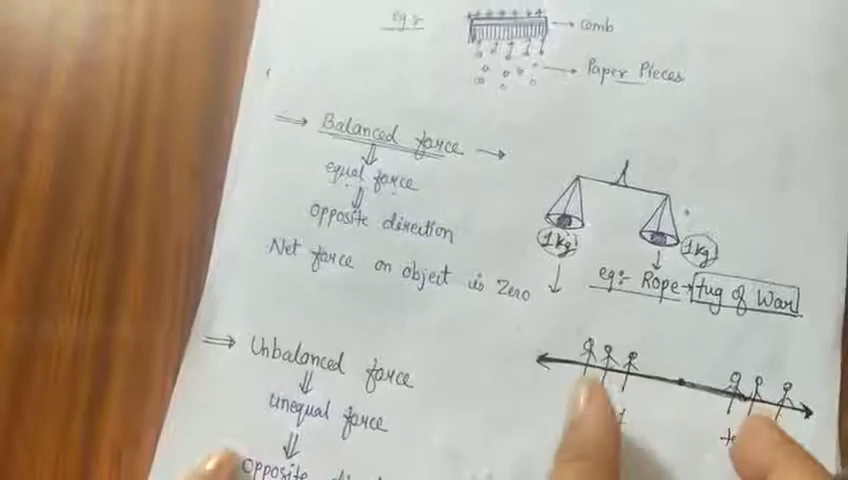 eg:-
comb
Paper Pieces
⇒ Balanced force →
equal force
opposite direction
Net force on object is Zero
1kg
1kg
eg:- Rope → tug of War
⇒ Unbalanced force
unequal force
opposite